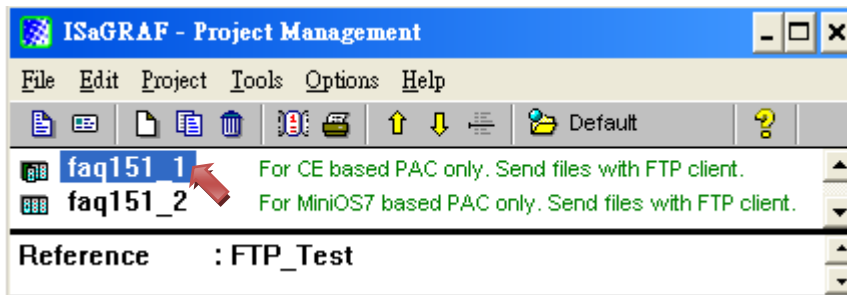 ISaGRAF - Project Management
File Edit Project Tools Options Help
Default
faq151_1 For CE based PAC only. Send files with FTP client.
faq151_2 For MiniOS7 based PAC only. Send files with FTP client.
Reference : FTP_Test